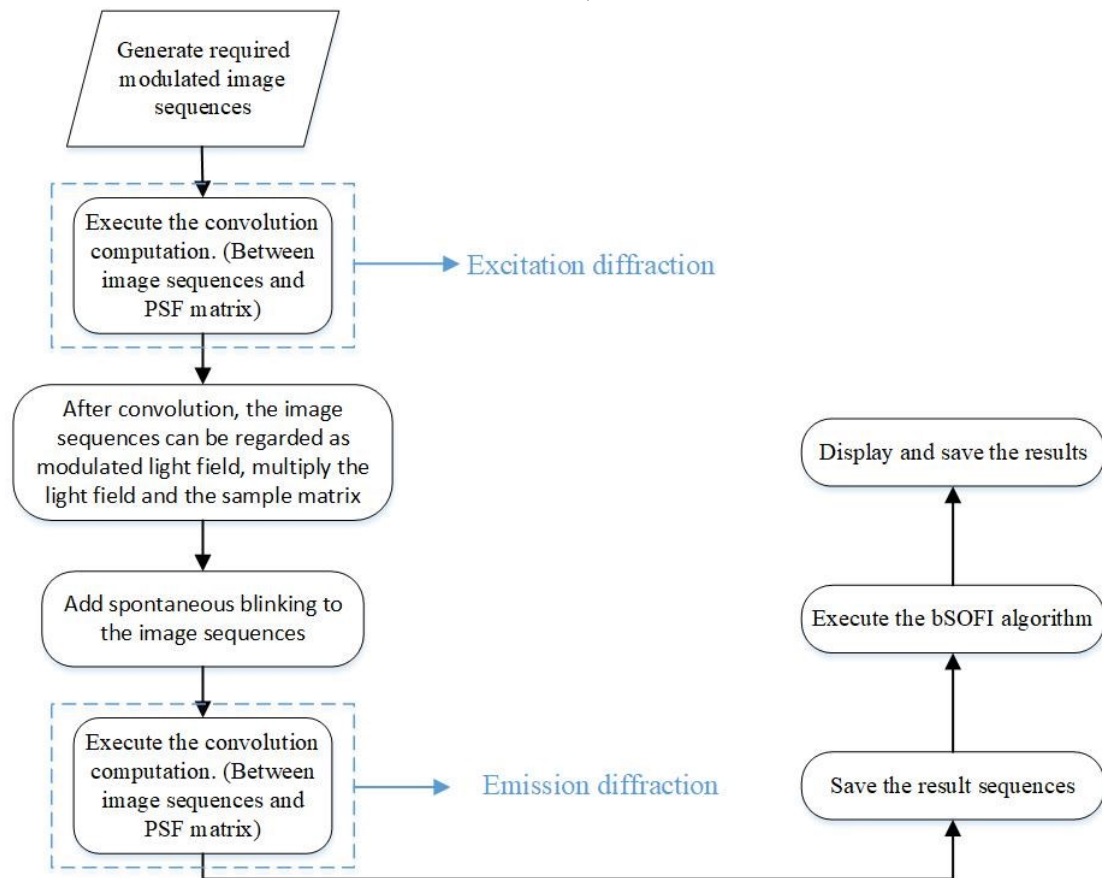 Generate required
modulated image
sequences
Execute the convolution
computation. (Between
image sequences and
PSF matrix)
Excitation diffraction
After convolution, the image
sequences can be regarded as
modulated light field, multiply the
light field and the sample matrix
Add spontaneous blinking to
the image sequences
Execute the convolution
computation. (Between
image sequences and
PSF matrix)
Emission diffraction
Save the result sequences
Execute the bSOFI algorithm
Display and save the results